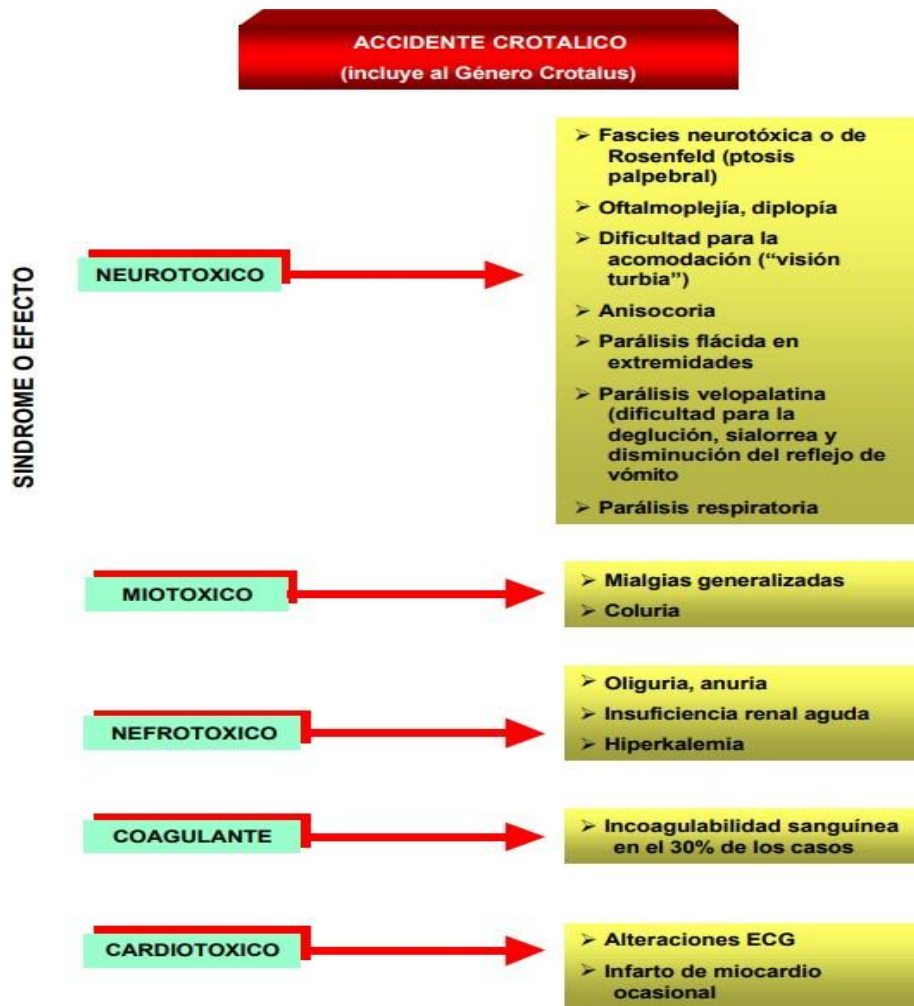 ACCIDENTE CROTALICO
(incluye al Género Crotalus)
SINDROME O EFECTO
NEUROTOXICO
➢ Fascies neurotóxica o de
Rosenfeld (ptosis
palpebral)
➢ Oftalmoplejía, diplopía
➢ Dificultad para la
acomodación (“visión
turbia”)
➢ Anisocoria
➢ Parálisis flácida en
extremidades
➢ Parálisis velopalatina
(dificultad para la
deglución, sialorrea y
disminución del reflejo de
vómito
➢ Parálisis respiratoria
MIOTOXICO
➢ Mialgias generalizadas
➢ Coluria
NEFROTOXICO
➢ Oliguria, anuria
➢ Insuficiencia renal aguda
➢ Hiperkalemia
COAGULANTE
➢ Incoagulabilidad sanguínea
en el 30% de los casos
CARDIOTOXICO
➢ Alteraciones ECG
➢ Infarto de miocardio
ocasional